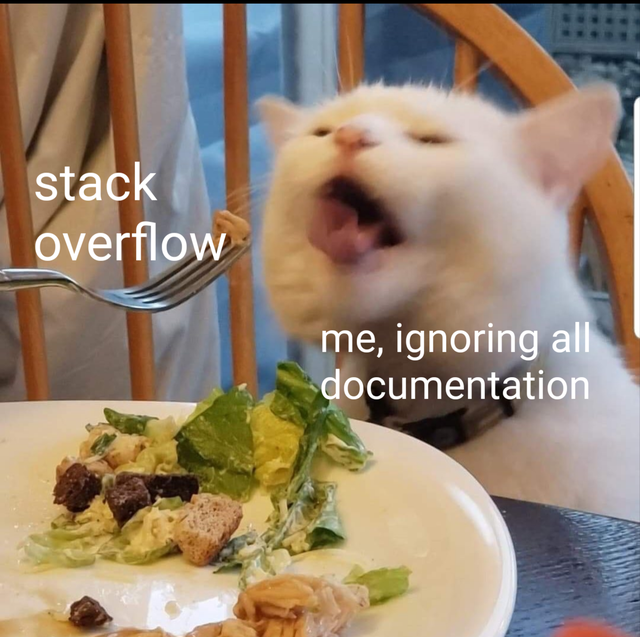 stack
overflow
me, ignoring all
documentation